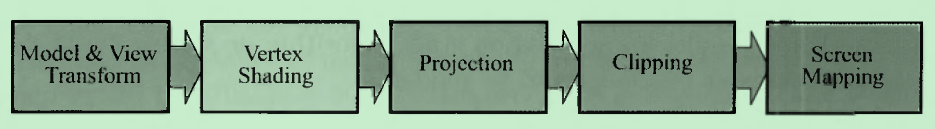 Model & View
Transform
Vertex
Shading
Projection
Clipping
Screen
Mapping